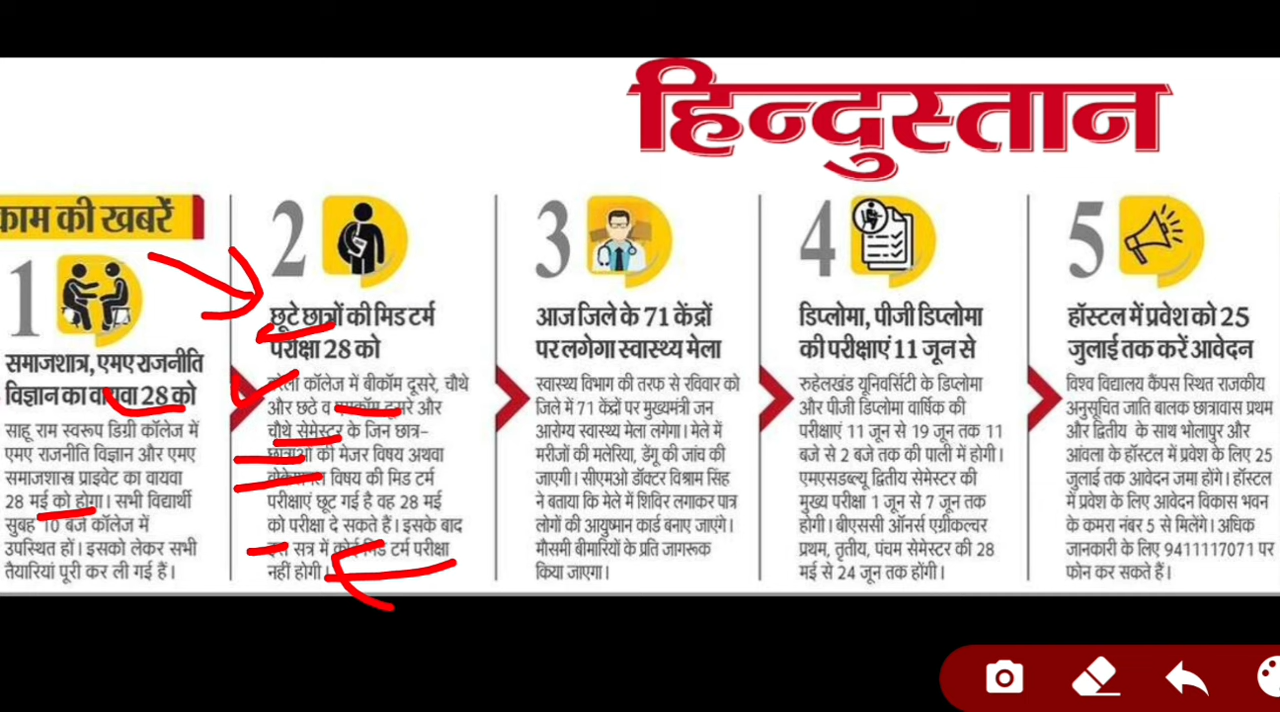 हिन्दुस्तान
काम की खबरें
1
समाजशात्र, एमए राजनीति
विज्ञान का वायवा 28 को
साहू राम स्वरूप डिग्री कॉलेज में
एमए राजनीति विज्ञान और एमए
समाजशास्त्र प्राइवेट का वायवा
28 मई को होगा। सभी विद्यार्थी
सुबह 10 बजे कॉलेज में
उपस्थित हों। इसको लेकर सभी
तैयारियां पूरी कर ली गई हैं।
2
छूटे छात्रों की मिड टर्म
परीक्षा 28 को
बरेली कॉलेज में बीकॉम दूसरे, चौथे
और छठे व एमकॉम दूसरे और
चौथे सेमेस्टर के जिन छात्र-
छात्राओं की मेजर विषय अथवा
वोकेशनल विषय की मिड टर्म
परीक्षाएं छूट गई है वह 28 मई
को परीक्षा दे सकते हैं। इसके बाद
इस सत्र में कोई मिड टर्म परीक्षा
नहीं होगी।
3
आज जिले के 71 केंद्रों
पर लगेगा स्वास्थ्य मेला
स्वास्थ्य विभाग की तरफ से रविवार को
जिले में 71 केंद्रों पर मुख्यमंत्री जन
आरोग्य स्वास्थ्य मेला लगेगा। मेले में
मरीजों की मलेरिया, डेंगू की जांच की
जाएगी। सीएमओ डॉक्टर विश्राम सिंह
ने बताया कि मेले में शिविर लगाकर पात्र
लोगों की आयुष्मान कार्ड बनाए जाएंगे।
मौसमी बीमारियों के प्रति जागरूक
किया जाएगा।
4
डिप्लोमा, पीजी डिप्लोमा
की परीक्षाएं 11 जून से
रुहेलखंड यूनिवर्सिटी के डिप्लोमा
और पीजी डिप्लोमा वार्षिक की
परीक्षाएं 11 जून से 19 जून तक 11
बजे से 2 बजे तक की पाली में होगी।
एमएसडब्ल्यू द्वितीय सेमेस्टर की
मुख्य परीक्षा 1 जून से 7 जून तक
होगी। बीएससी ऑनर्स एग्रीकल्चर
प्रथम, तृतीय, पंचम सेमेस्टर की 28
मई से 24 जून तक होंगी।
5
हॉस्टल में प्रवेश को 25
जुलाई तक करें आवेदन
विश्व विद्यालय कैंपस स्थित राजकीय
अनुसूचित जाति बालक छात्रावास प्रथम
और द्वितीय के साथ भोलापुर और
आंवला के हॉस्टल में प्रवेश के लिए 25
जुलाई तक आवेदन जमा होंगे। हॉस्टल
में प्रवेश के लिए आवेदन विकास भवन
के कमरा नंबर 5 से मिलेंगे। अधिक
जानकारी के लिए 9411117071 पर
फोन कर सकते हैं।